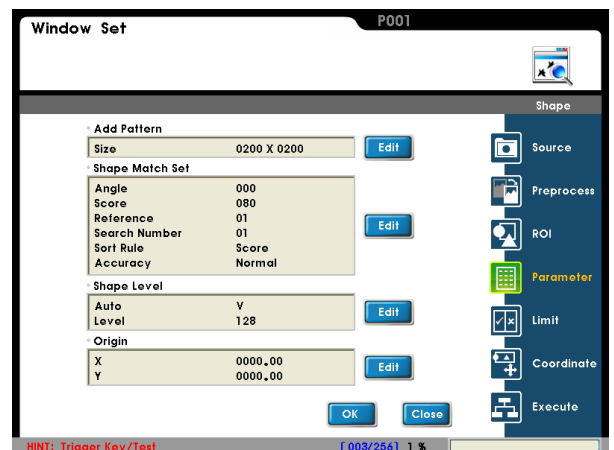 Window Set
P001
Shape
Add Pattern
Size 0200 X 0200 Edit
Shape Match Set
Angle 000
Score 080
Reference 01
Search Number 01
Sort Rule Score
Accuracy Normal
Edit
Shape Level
Auto V
Level 128
Edit
Origin
X 0000.00
Y 0000.00
Edit
OK Close
Source
Preprocess
ROI
Parameter
Limit
Coordinate
Execute
HINT: Trigger Key/Test [003/256] 1 %